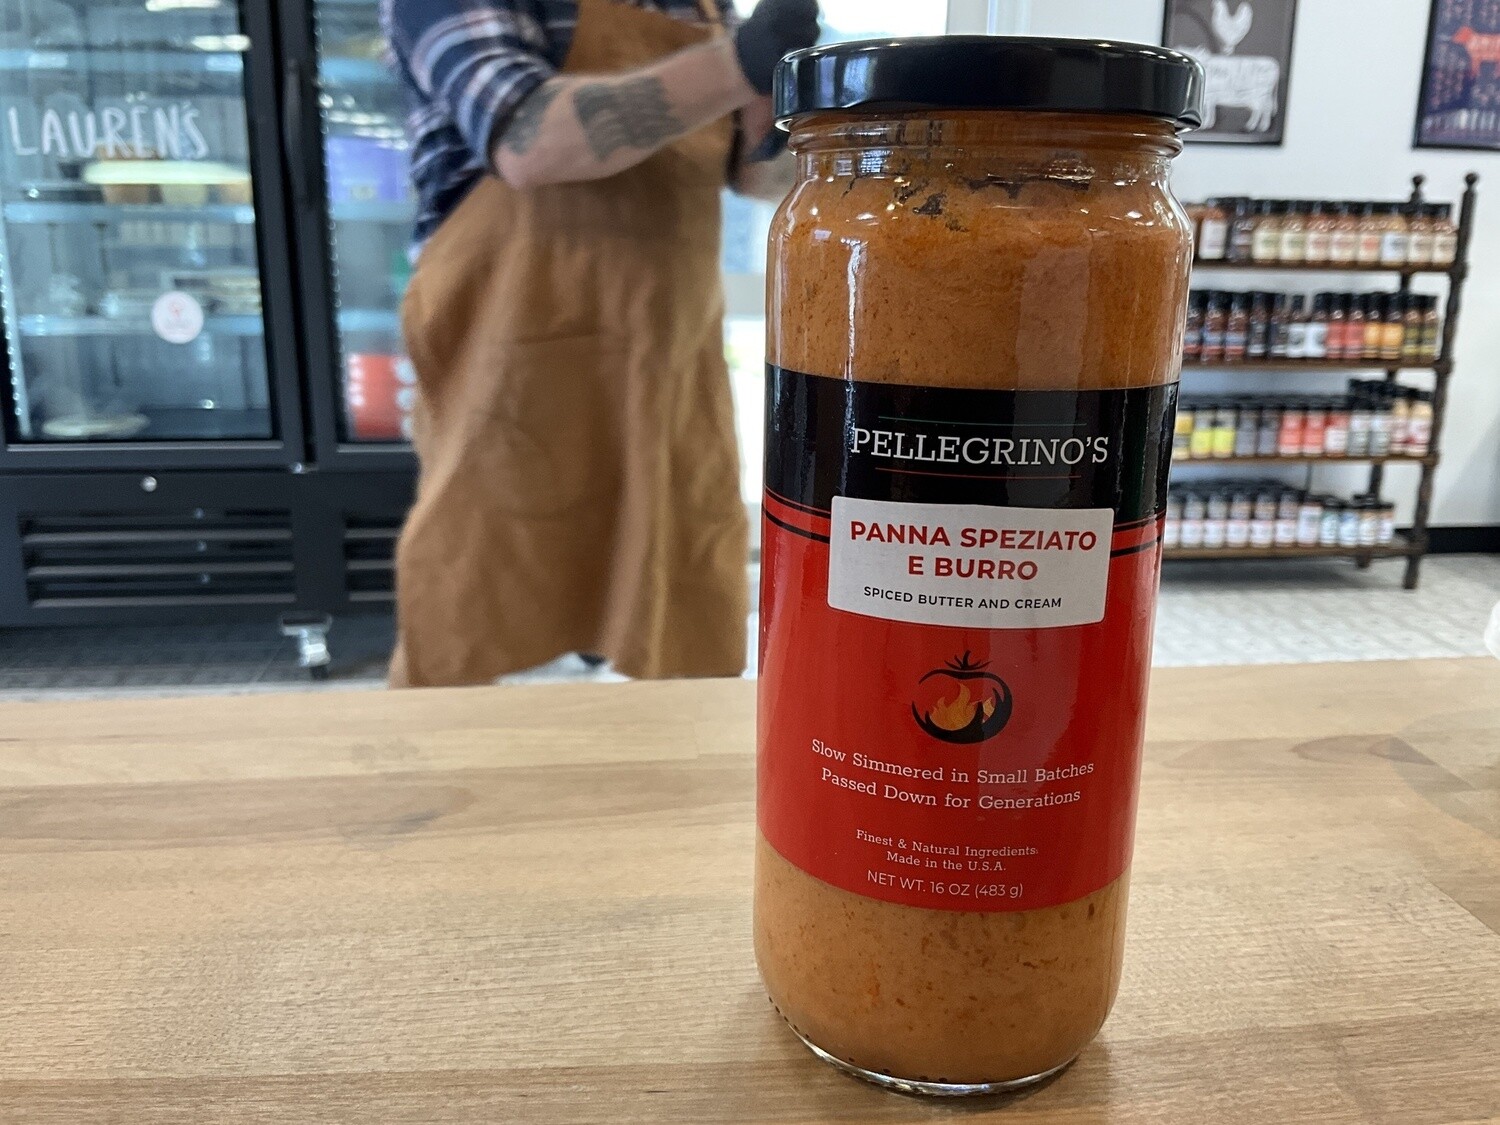 LAUREN'S
PELLEGRINO'S
PANNA SPEZIATO
E BURRO
SPICED BUTTER AND CREAM
Slow Simmered in Small Batches
Passed Down for Generations
Finest & Natural Ingredients.
Made in the U.S.A.
NET WT. 16 OZ (483 g)